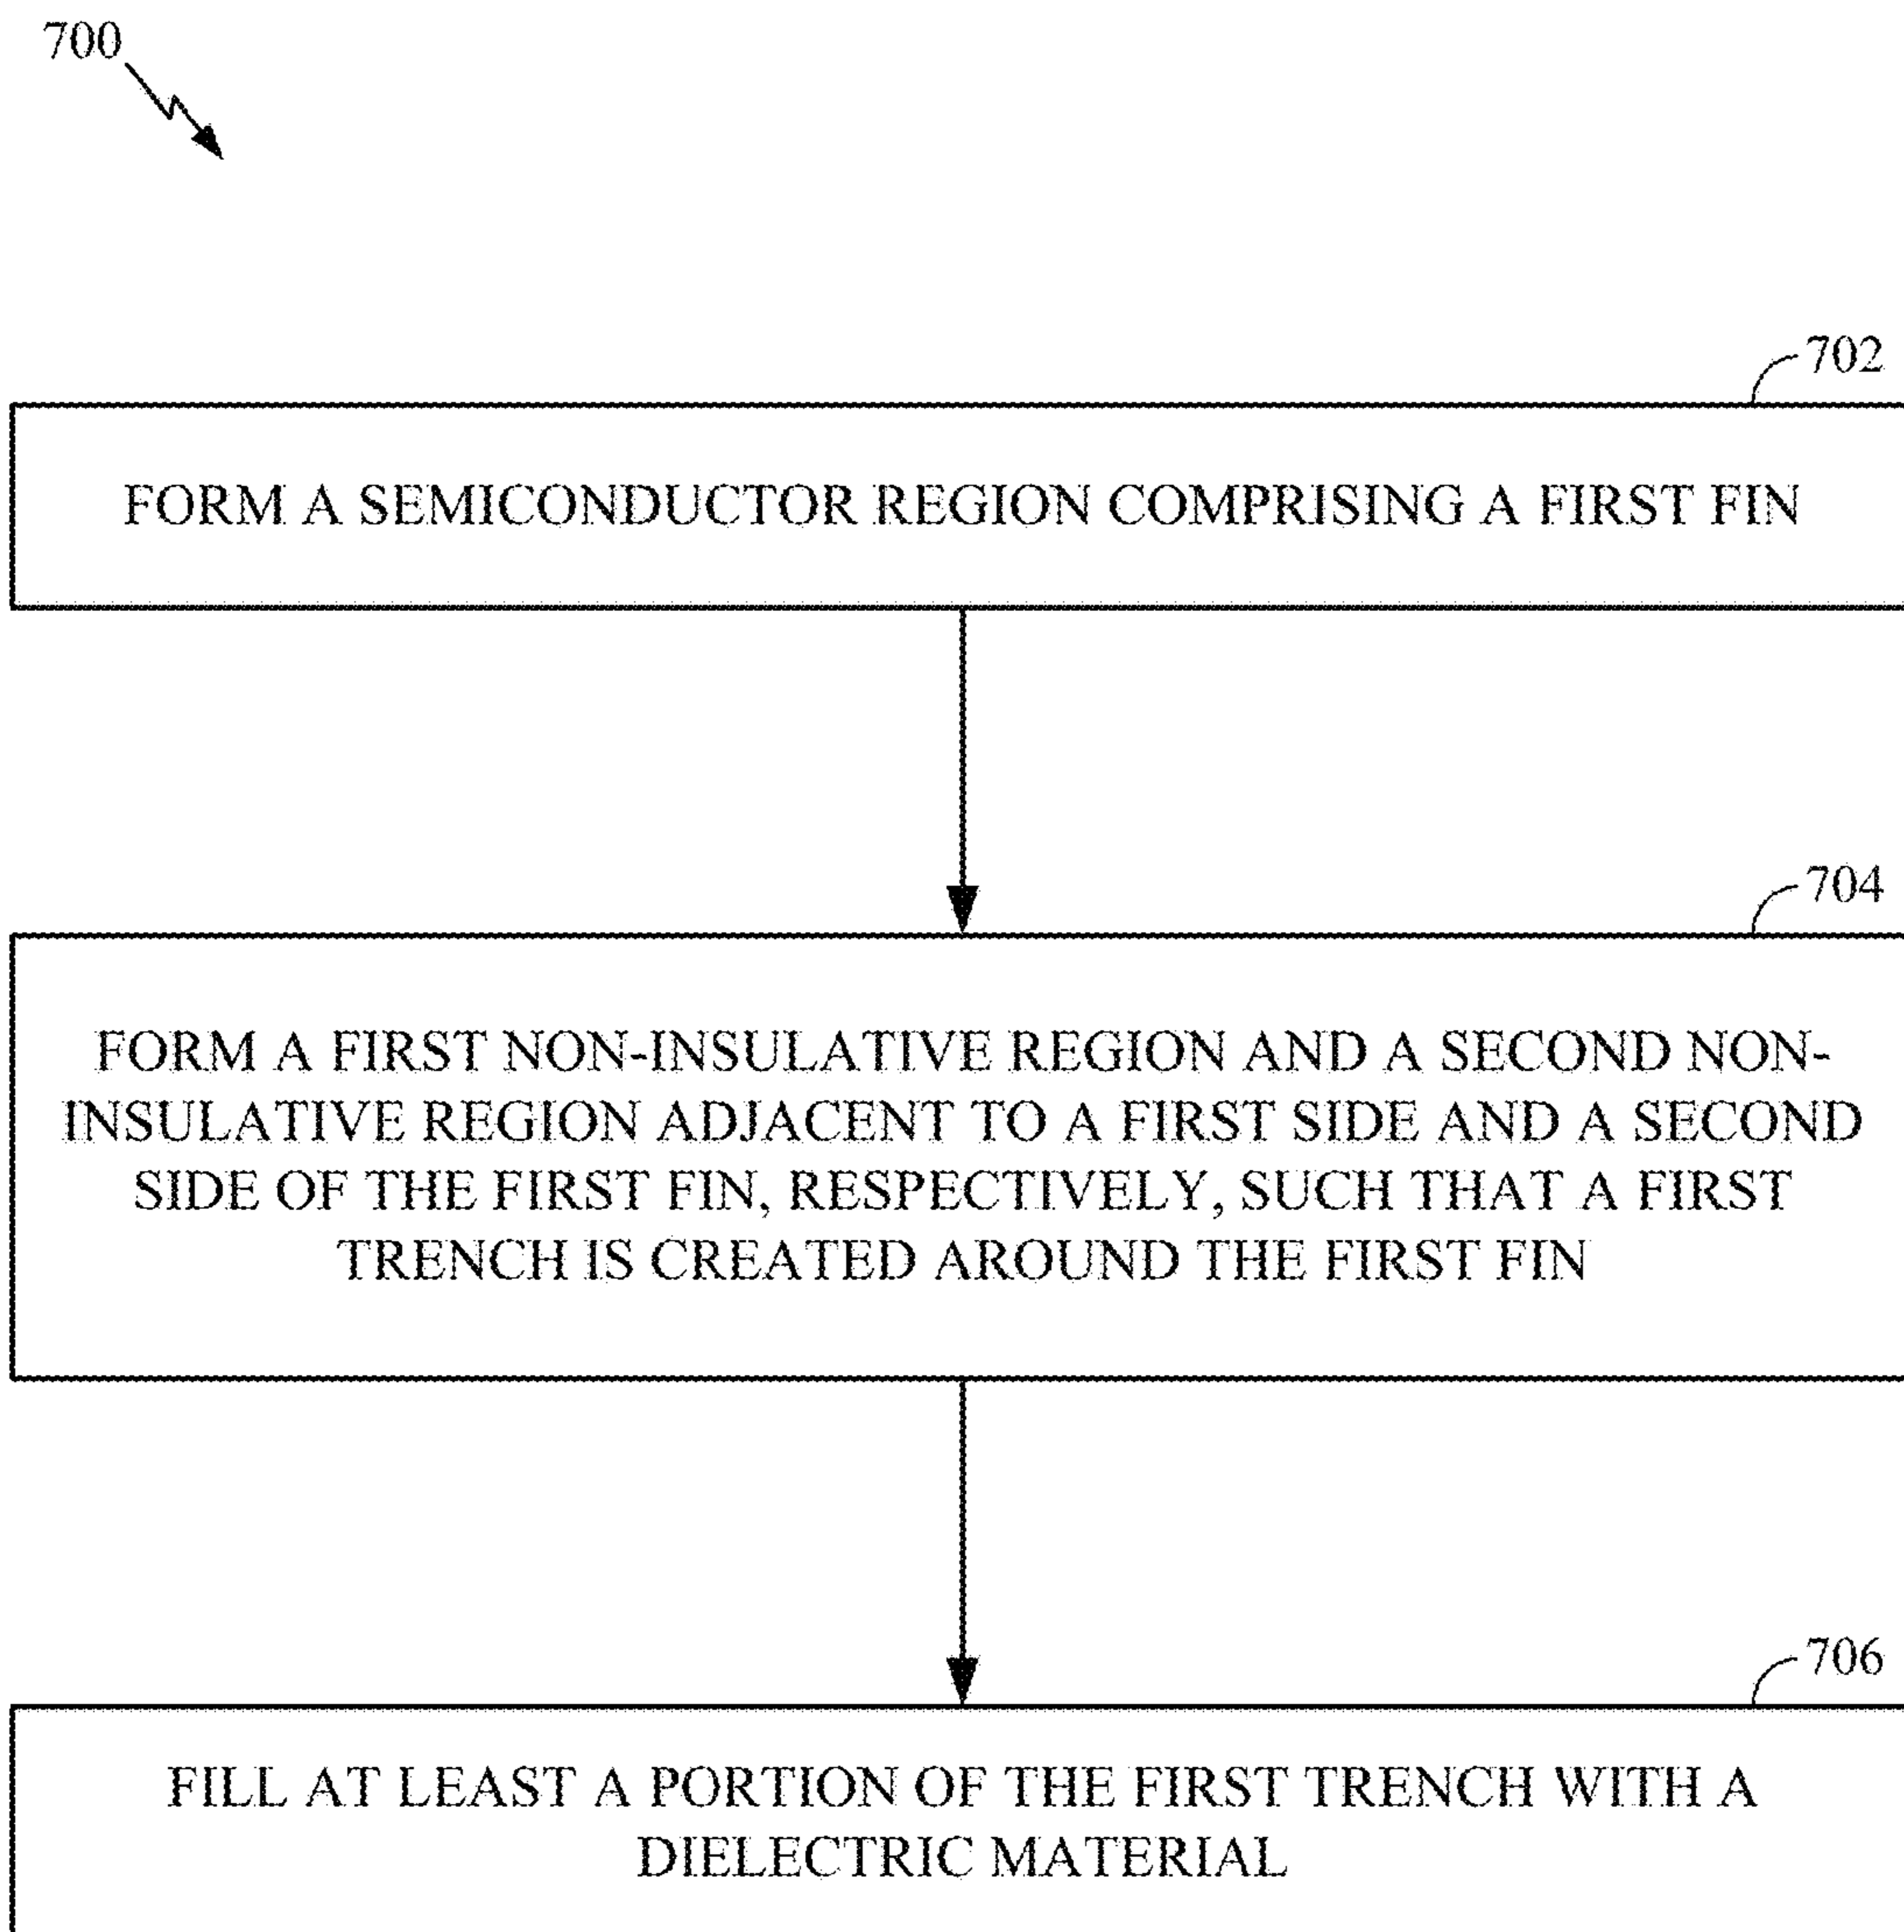 700
702
FORM A SEMICONDUCTOR REGION COMPRISING A FIRST FIN
704
FORM A FIRST NON-INSULATIVE REGION AND A SECOND NON-
INSULATIVE REGION ADJACENT TO A FIRST SIDE AND A SECOND
SIDE OF THE FIRST FIN, RESPECTIVELY, SUCH THAT A FIRST
TRENCH IS CREATED AROUND THE FIRST FIN
706
FILL AT LEAST A PORTION OF THE FIRST TRENCH WITH A
DIELECTRIC MATERIAL